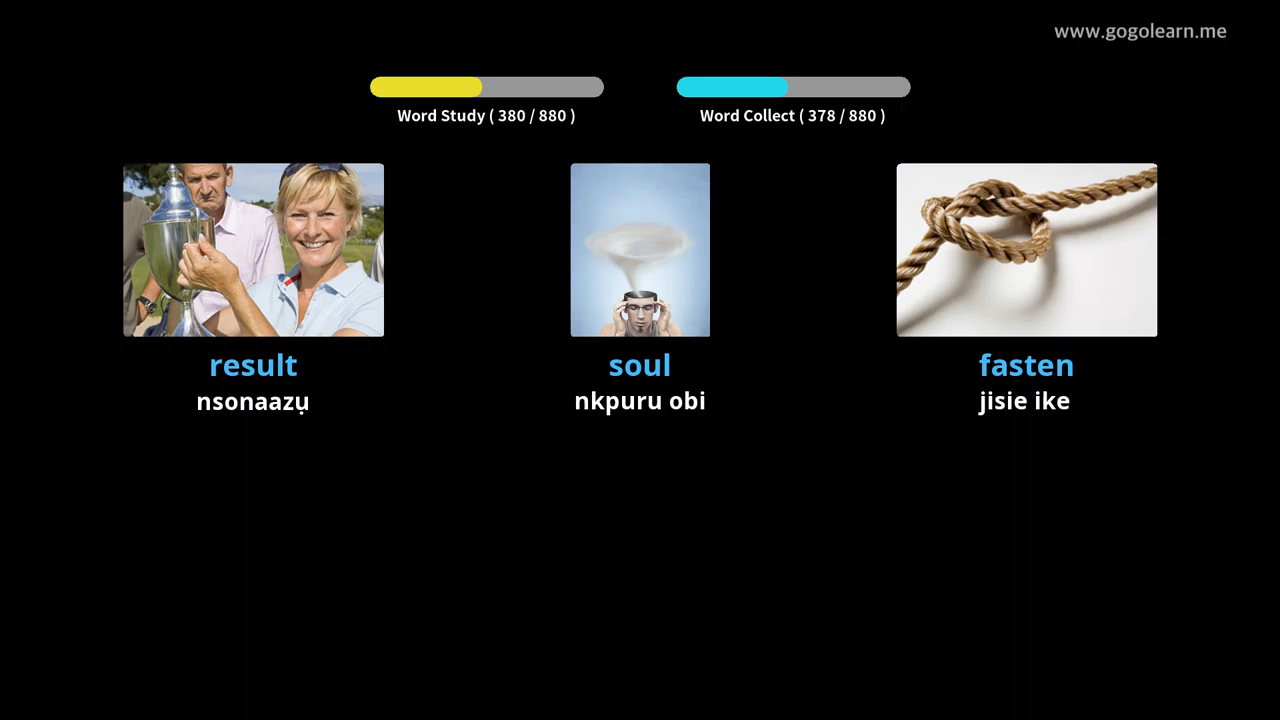 www.gogolearn.me
Word Study ( 380 / 880 )
Word Collect ( 378 / 880 )
result
nsonaazụ
soul
nkpuru obi
fasten
jisie ike